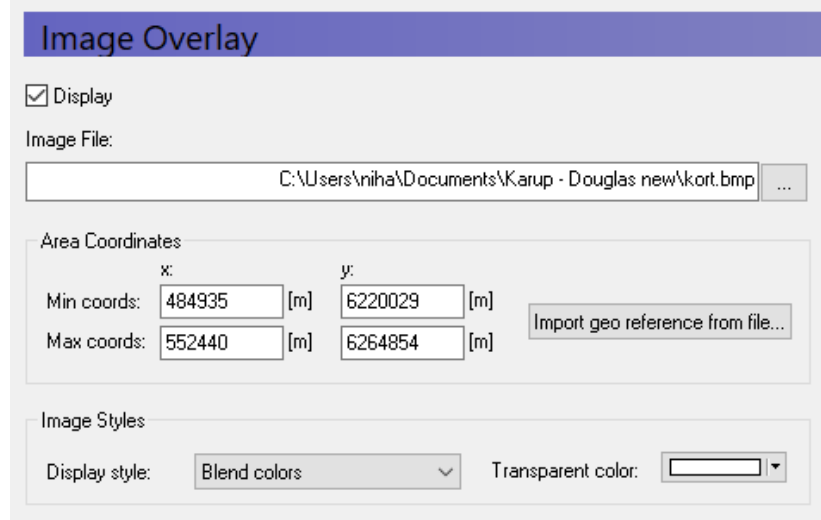 Image Overlay
Display
Image File:
C:\Users\niha\Documents\Karup - Douglas new\kort.bmp ...
Area Coordinates
x: y:
Min coords: 484935 [m] 6220029 [m]
Import geo reference from file...
Max coords: 552440 [m] 6264854 [m]
Image Styles
Display style: Blend colors Transparent color: